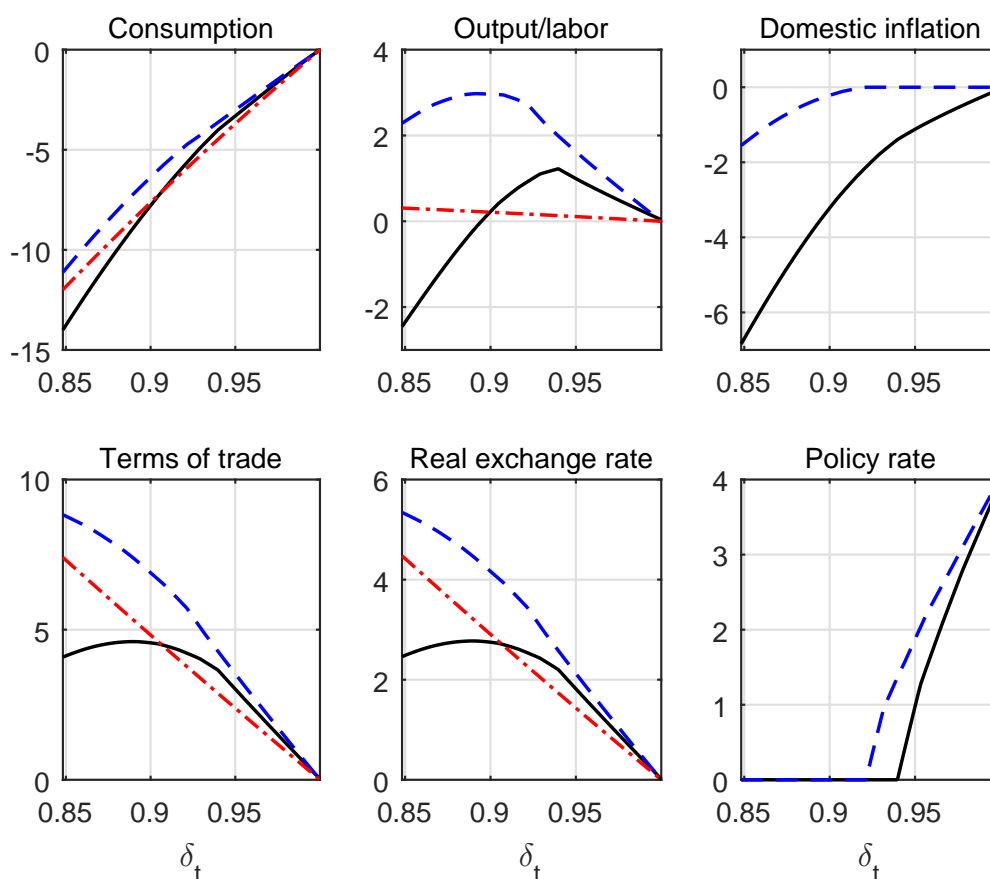 Consumption
Output/labor
Domestic inflation
0
-5
-10
-15
0.85 0.9 0.95
4
2
0
-2
0.85 0.9 0.95
0
-2
-4
-6
0.85 0.9 0.95
Terms of trade
Real exchange rate
Policy rate
10
5
0
0.85 0.9 0.95
δt
6
4
2
0
0.85 0.9 0.95
δt
4
3
2
1
0
0.85 0.9 0.95
δt